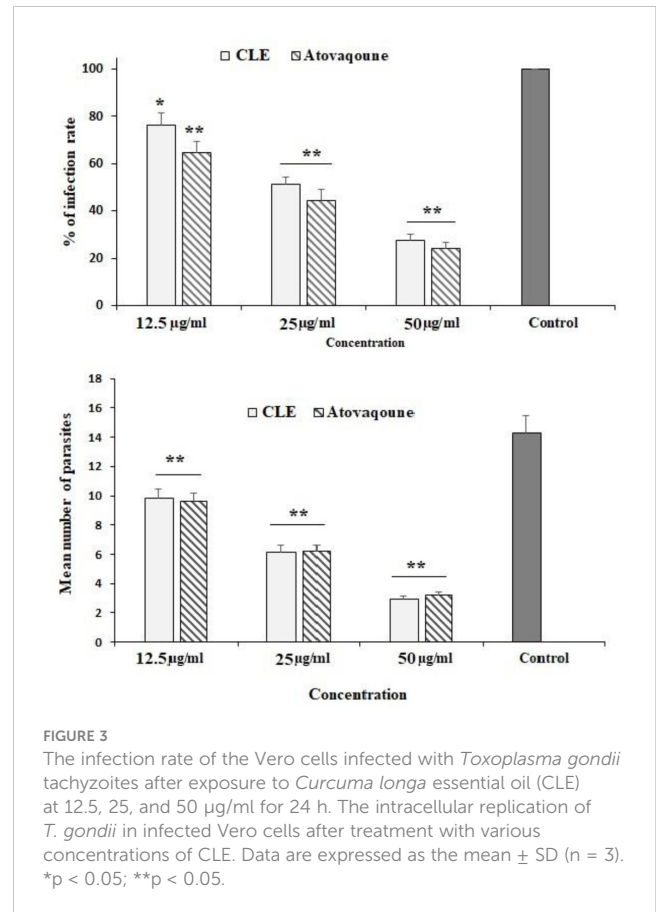 CLE Atovaqoune
100
80
60
40
20
0
% of infection rate
*
**
**
**
12.5 µg/ml 25µg/ml 50µg/ml Control
Concentration
18
16
14
12
10
8
6
4
2
0
Mean number of parasites
CLE Atovaqoune
**
**
**
12.5µg/ml 25µg/ml 50µg/ml Control
Concentration
FIGURE 3
The infection rate of the Vero cells infected with Toxoplasma gondii
tachyzoites after exposure to Curcuma longa essential oil (CLE)
at 12.5, 25, and 50 µg/ml for 24 h. The intracellular replication of
T. gondii in infected Vero cells after treatment with various
concentrations of CLE. Data are expressed as the mean ± SD (n = 3).
*p < 0.05; **p < 0.05.